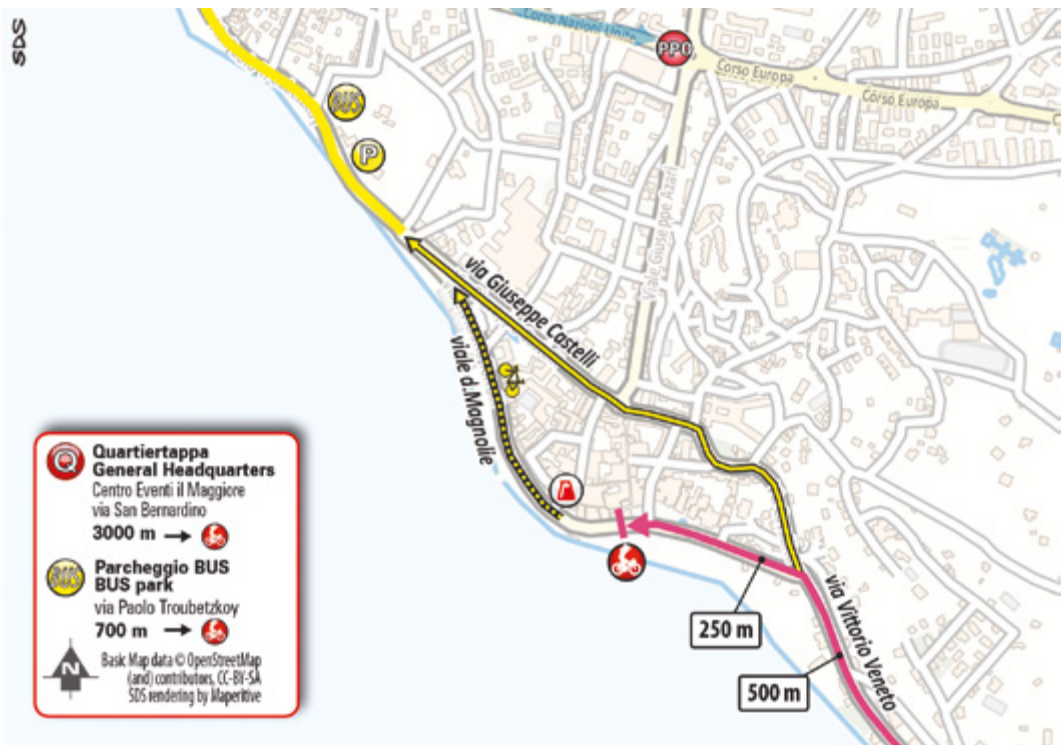 SDS
Corso Nazioni Unite
PPO
Corso Europa
Corso Europa
BUS
P
Viale Giuseppe Azari
via Giuseppe Castelli
viale d.Magnolie
250 m
via Vittorio Veneto
500 m
Q
Quartiertappa
General Headquarters
Centro Eventi il Maggiore
via San Bernardino
3000 m
BUS
Parcheggio BUS
BUS park
via Paolo Troubetzkoy
700 m
N
Basic Map data © OpenStreetMap
(and) contributors, CC-BY-SA
SDS rendering by Maperitive